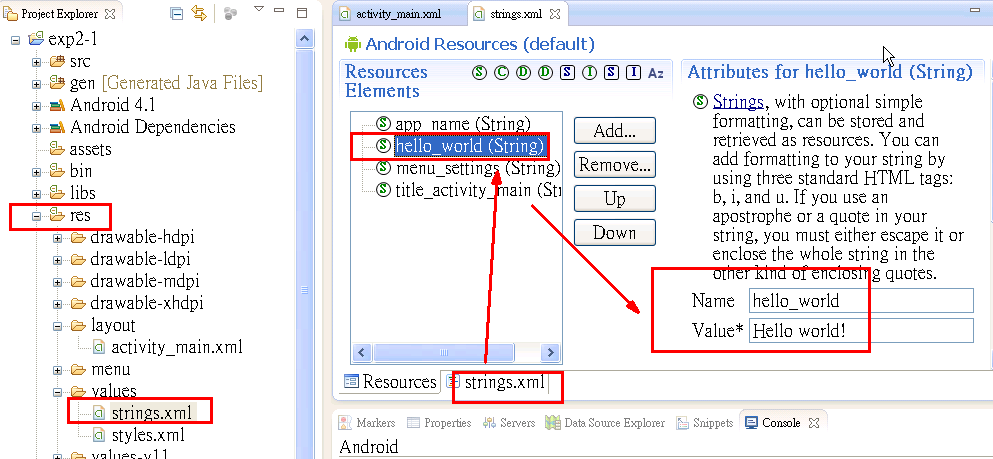 Project Explorer
exp2-1
src
gen [Generated Java Files]
Android 4.1
Android Dependencies
assets
bin
libs
res
drawable-hdpi
drawable-ldpi
drawable-mdpi
drawable-xhdpi
layout
activity_main.xml
menu
values
strings.xml
styles.xml
values-v11
activity_main.xml
strings.xml
Android Resources (default)
Resources
Elements
S C D D S I S I Az
app_name (String)
hello_world (String)
menu_settings (String)
title_activity_main (Str
Add...
Remove...
Up
Down
Attributes for hello_world (String)
S Strings, with optional simple
formatting, can be stored and
retrieved as resources. You can
add formatting to your string by
using three standard HTML tags:
b, i, and u. If you use an
apostrophe or a quote in your
string, you must either escape it or
enclose the whole string in the
other kind of enclosing quotes.
Name hello_world
Value* Hello world!
Resources strings.xml
Markers Properties Servers Data Source Explorer Snippets Console
Android